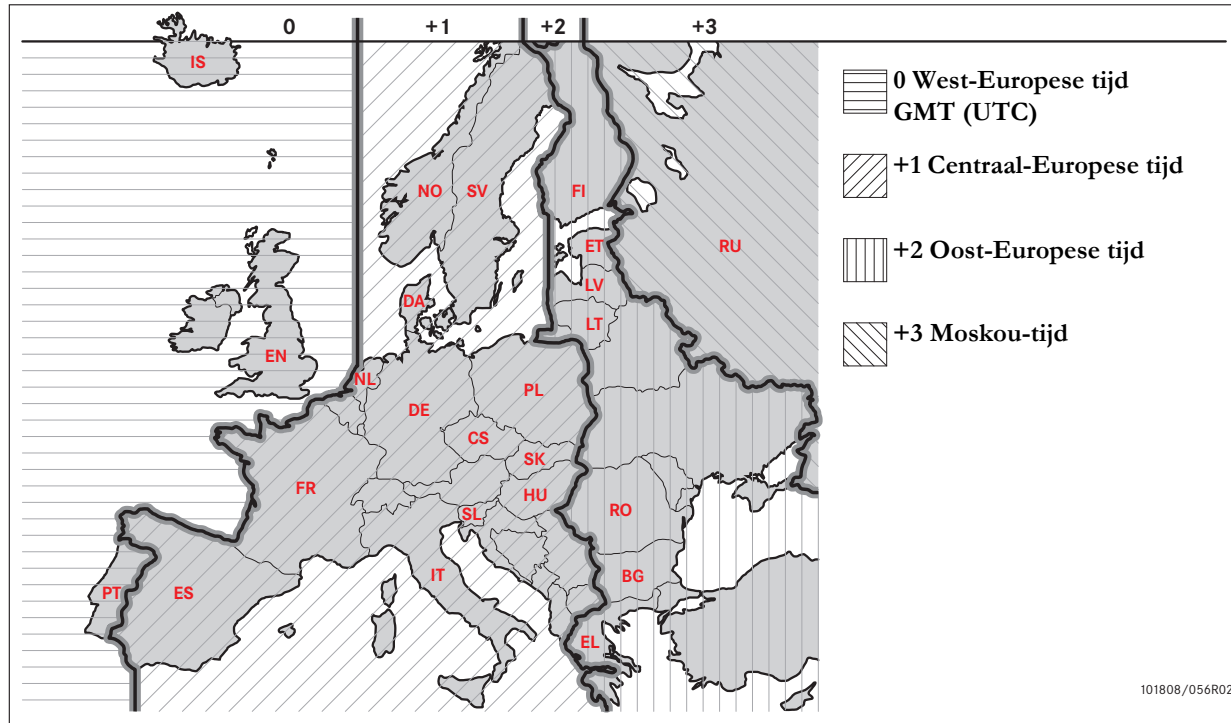 0 +1 +2 +3
IS
0 West-Europese tijd
GMT (UTC)
+1 Centraal-Europese tijd
NO SV FI
ET RU
+2 Oost-Europese tijd
LV
DA
LT
+3 Moskou-tijd
EN
NL
PL
DE
CS
SK
FR
HU
RO
SL
IT BG
PT ES
EL
101808/056R02